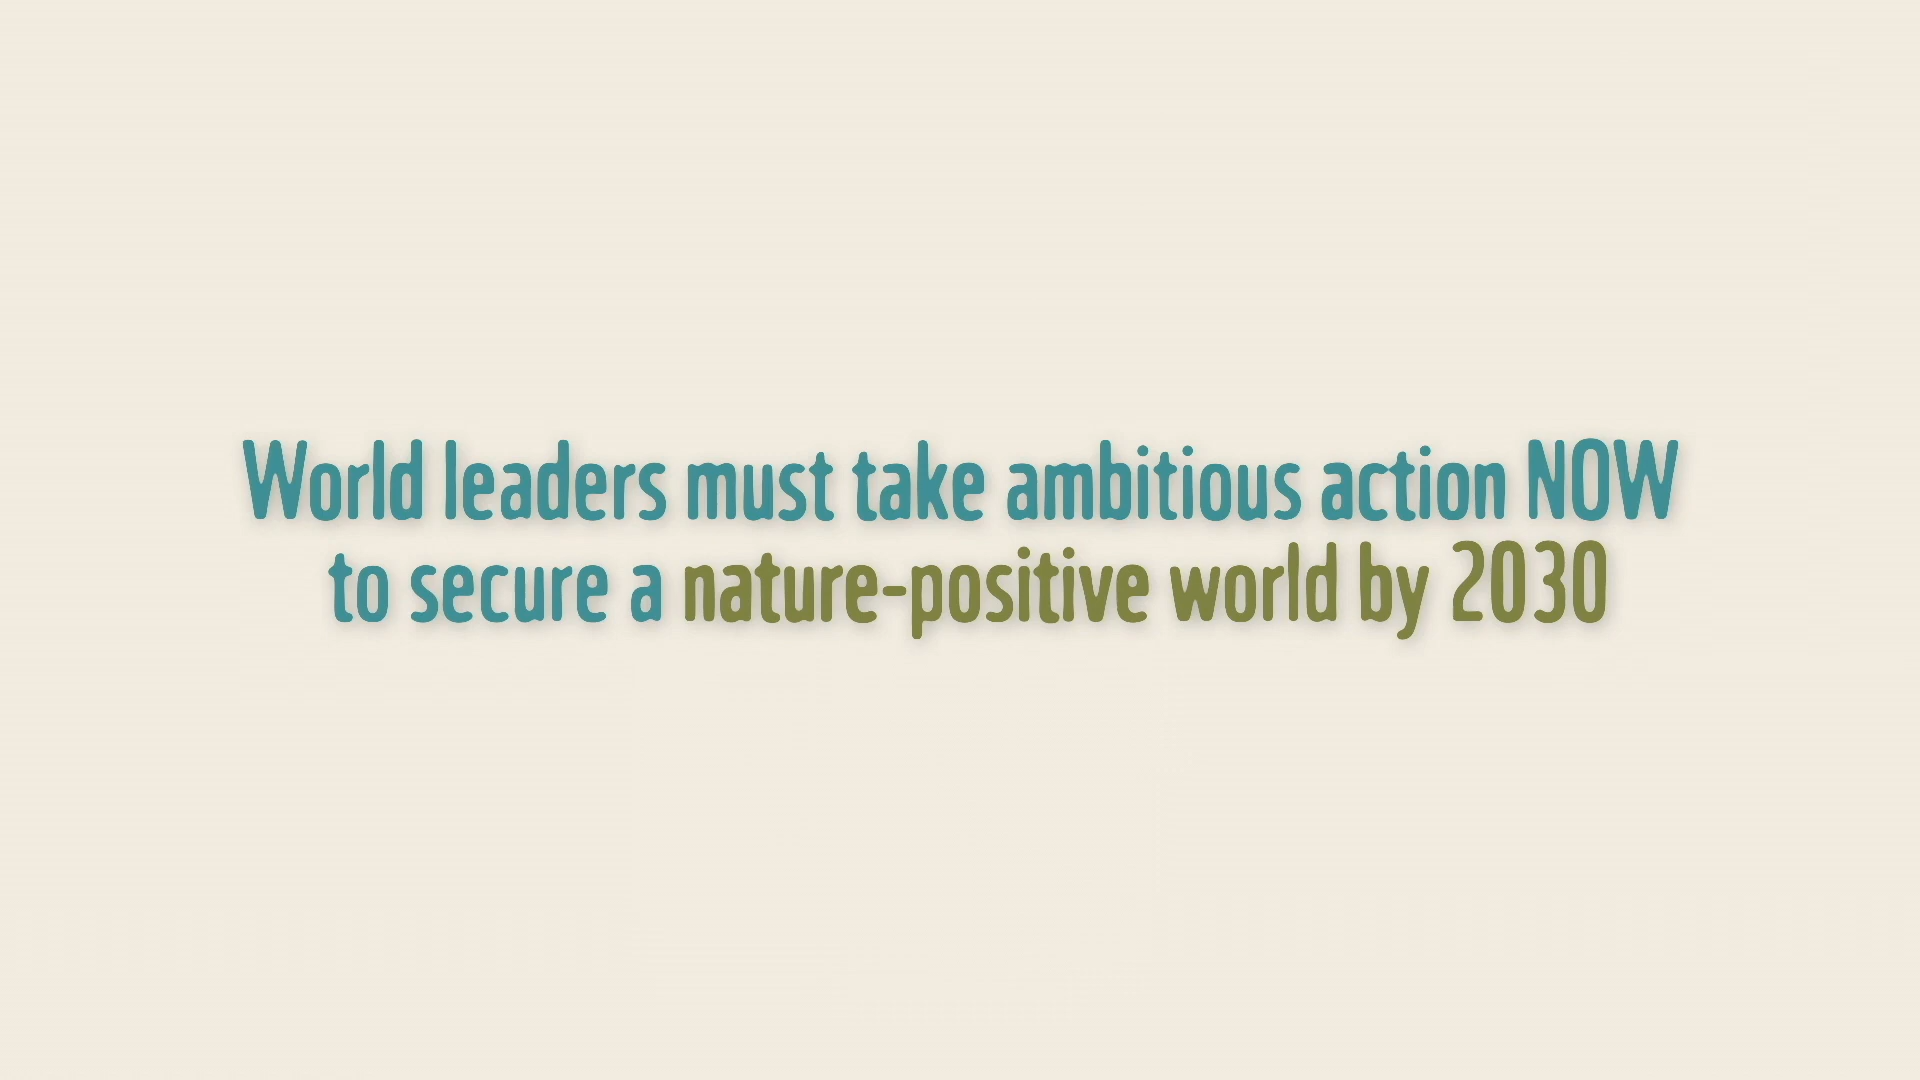 World leaders must take ambitious action NOW
to secure a nature-positive world by 2030